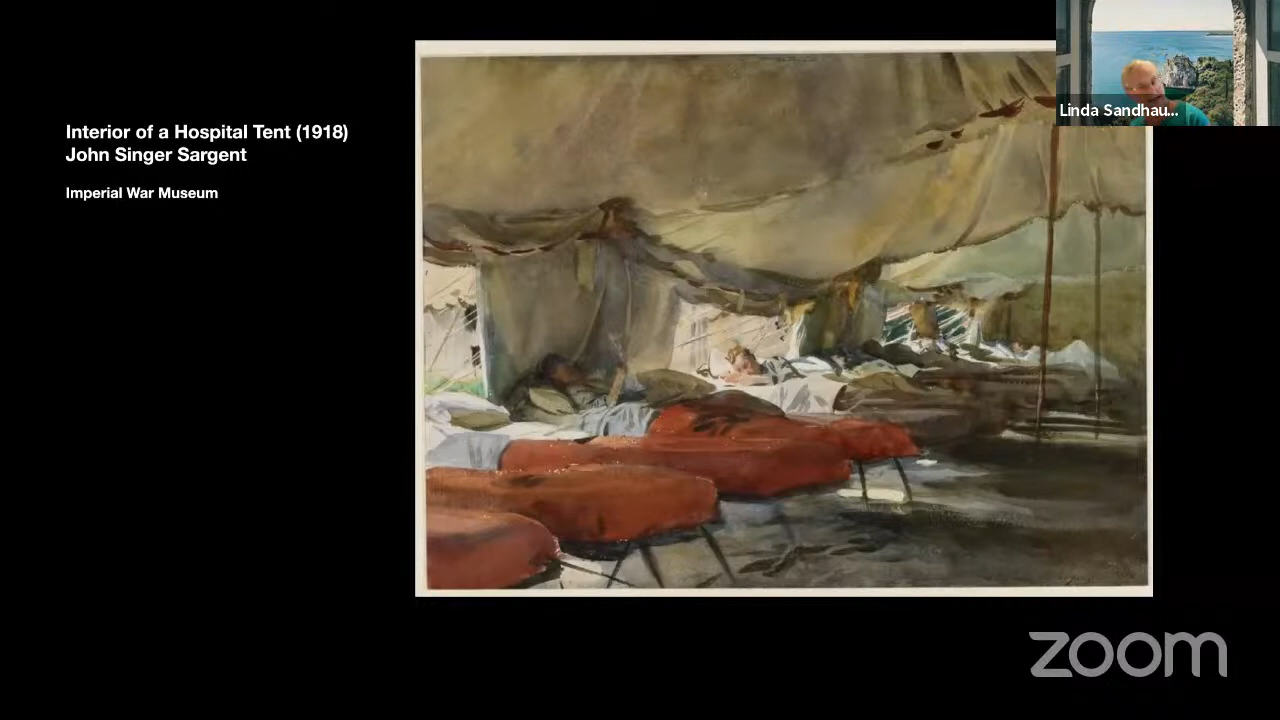 Interior of a Hospital Tent (1918)
John Singer Sargent
Imperial War Museum
Linda Sandhau...
zoom